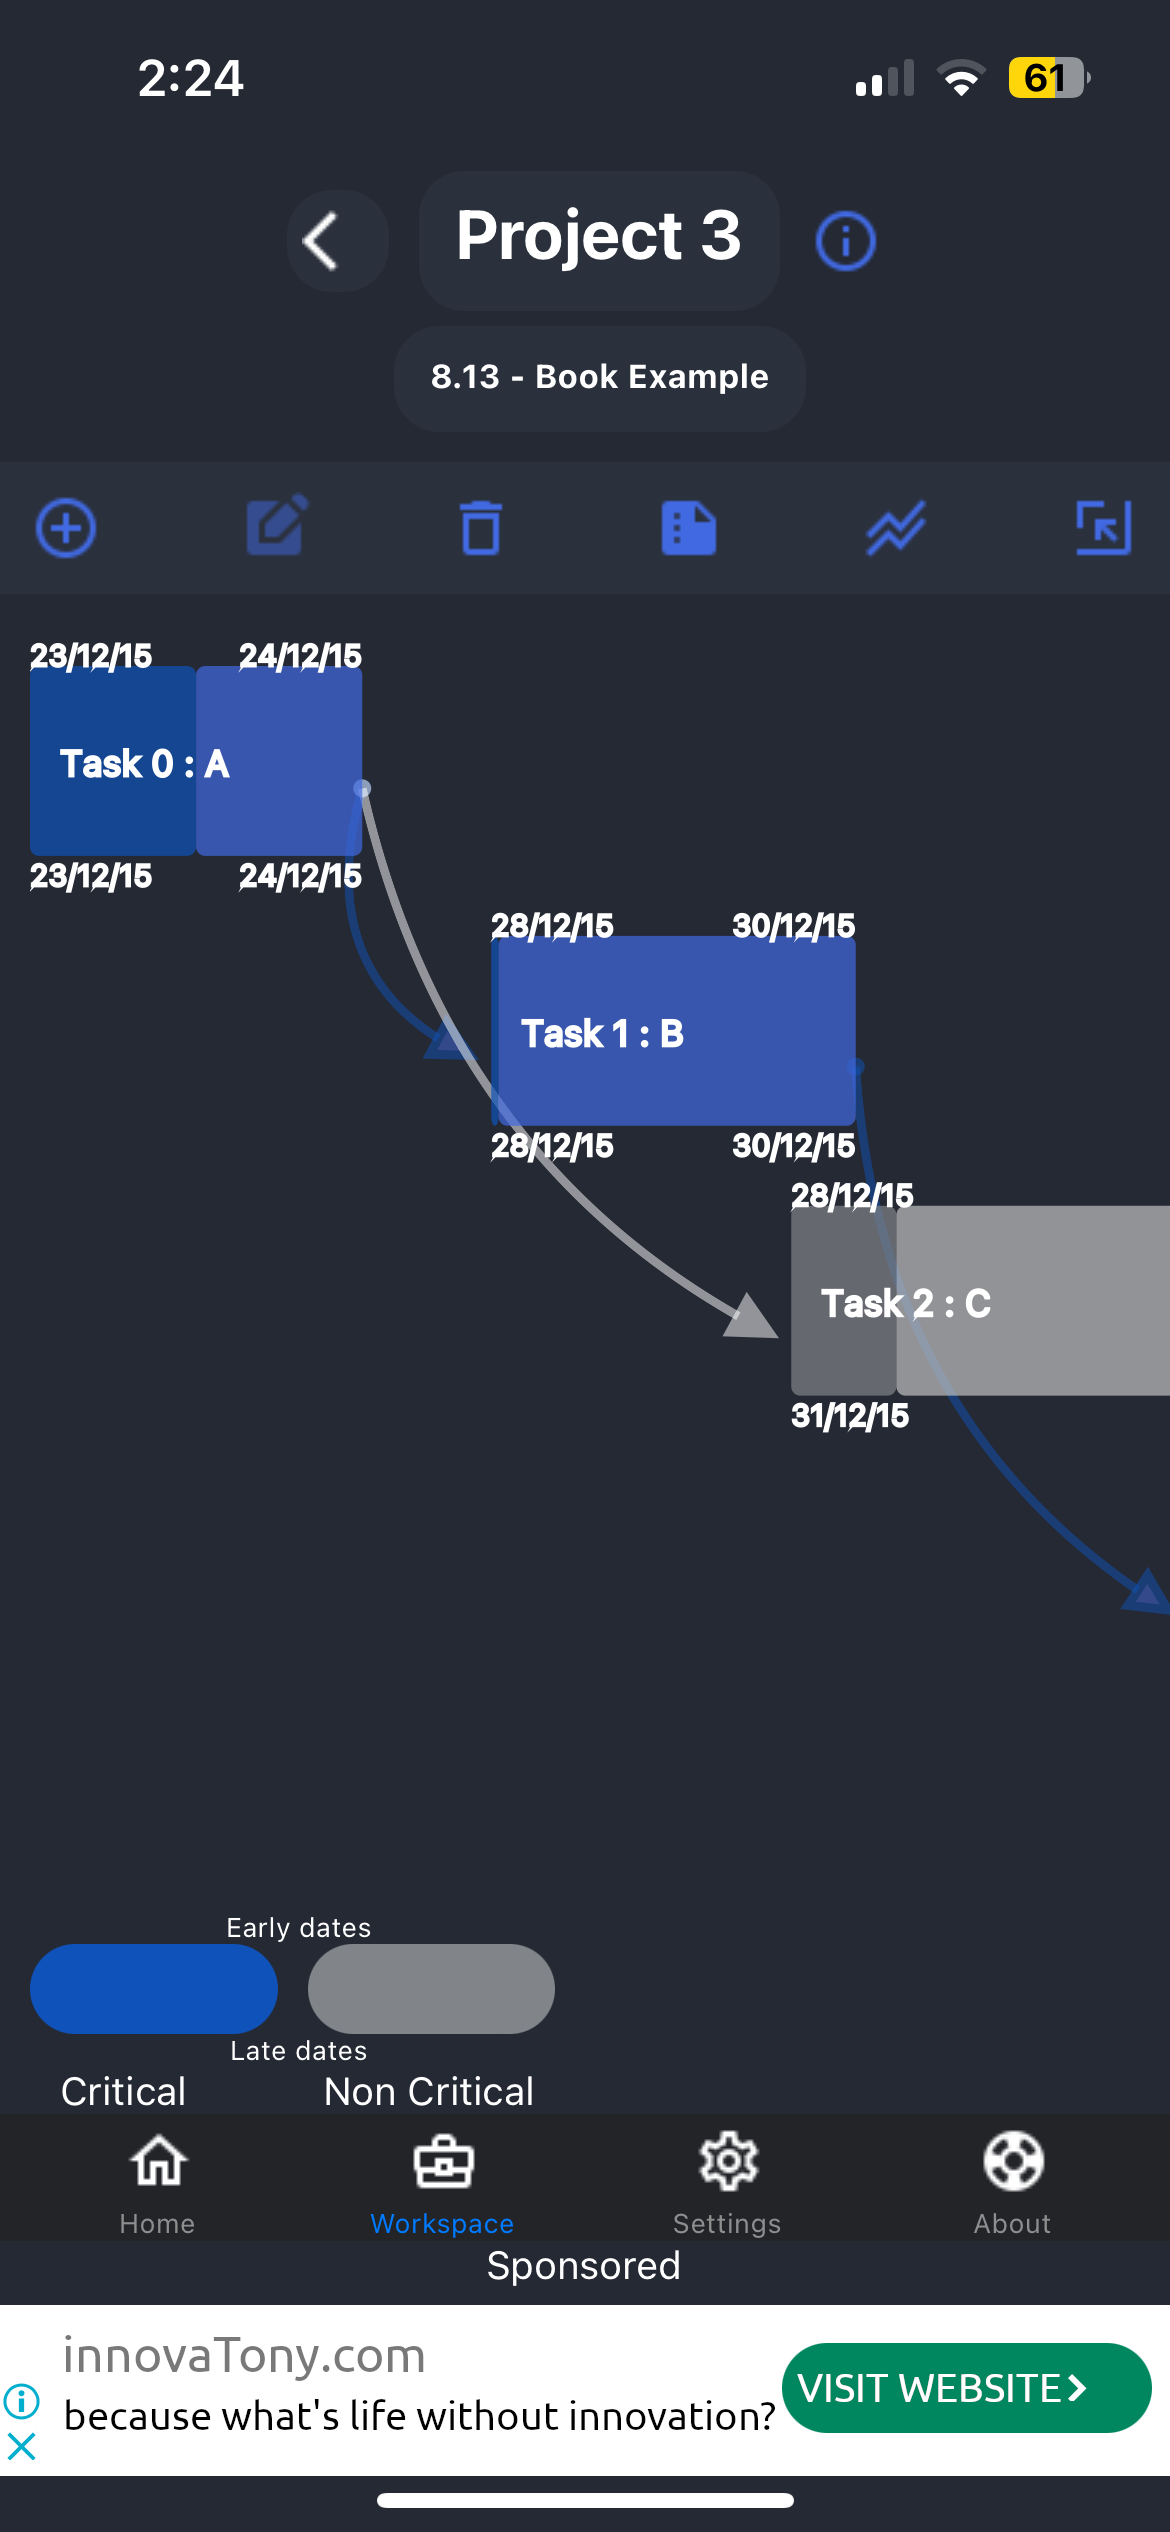 2:24
61
Project 3
8.13 - Book Example
23/12/15 24/12/15
Task 0 : A
23/12/15 24/12/15
28/12/15 30/12/15
Task 1 : B
28/12/15 30/12/15
28/12/15
Task 2 : C
31/12/15
Early dates
Late dates
Critical Non Critical
Home Workspace Settings About
Sponsored
innovaTony.com
because what's life without innovation?
VISIT WEBSITE